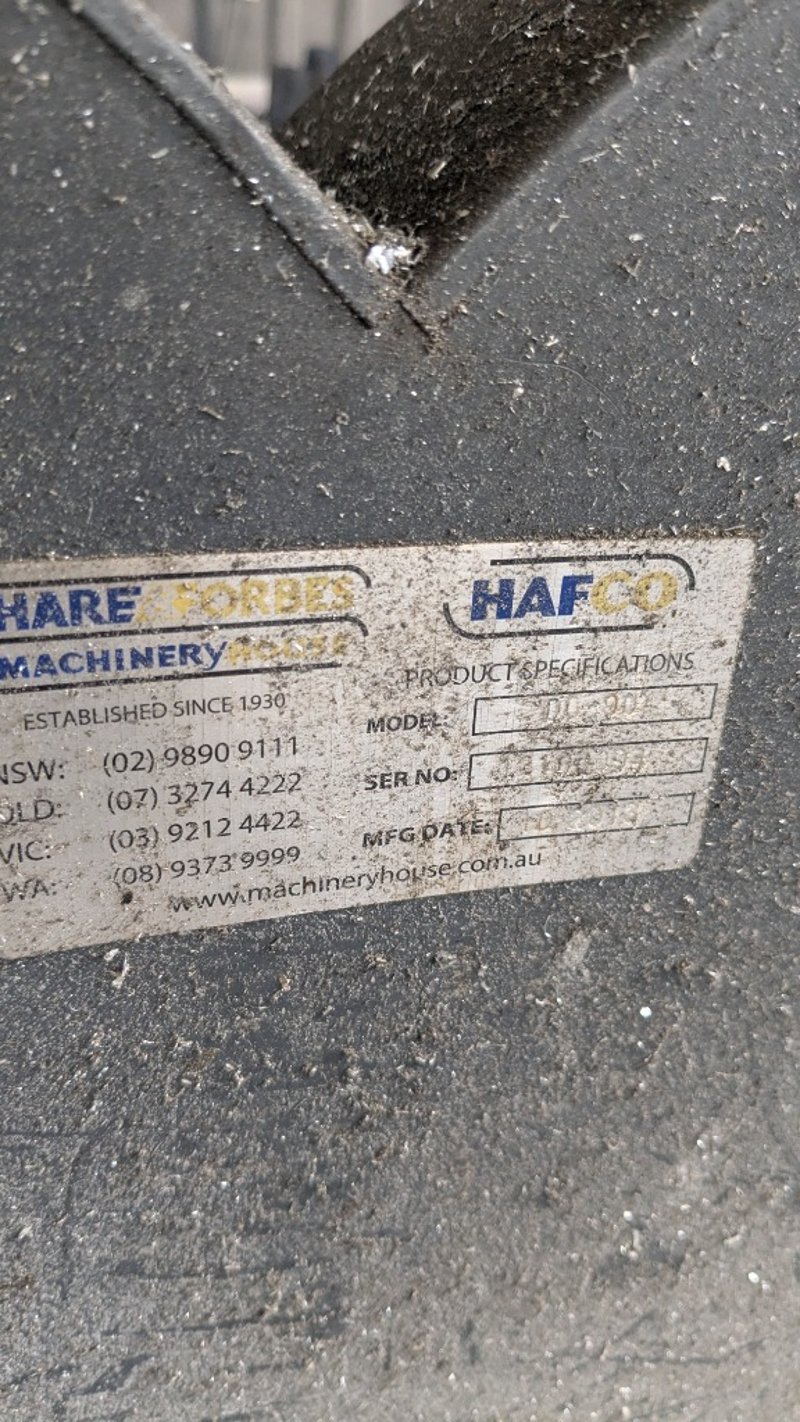 HARE & FORBES
MACHINERYHOUSE
ESTABLISHED SINCE 1930
NSW: (02) 9890 9111
QLD: (07) 3274 4222
VIC: (03) 9212 4422
WA: (08) 9373 9999
www.machineryhouse.com.au
HAFCO
PRODUCT SPECIFICATIONS
MODEL:
SER NO:
MFG DATE: